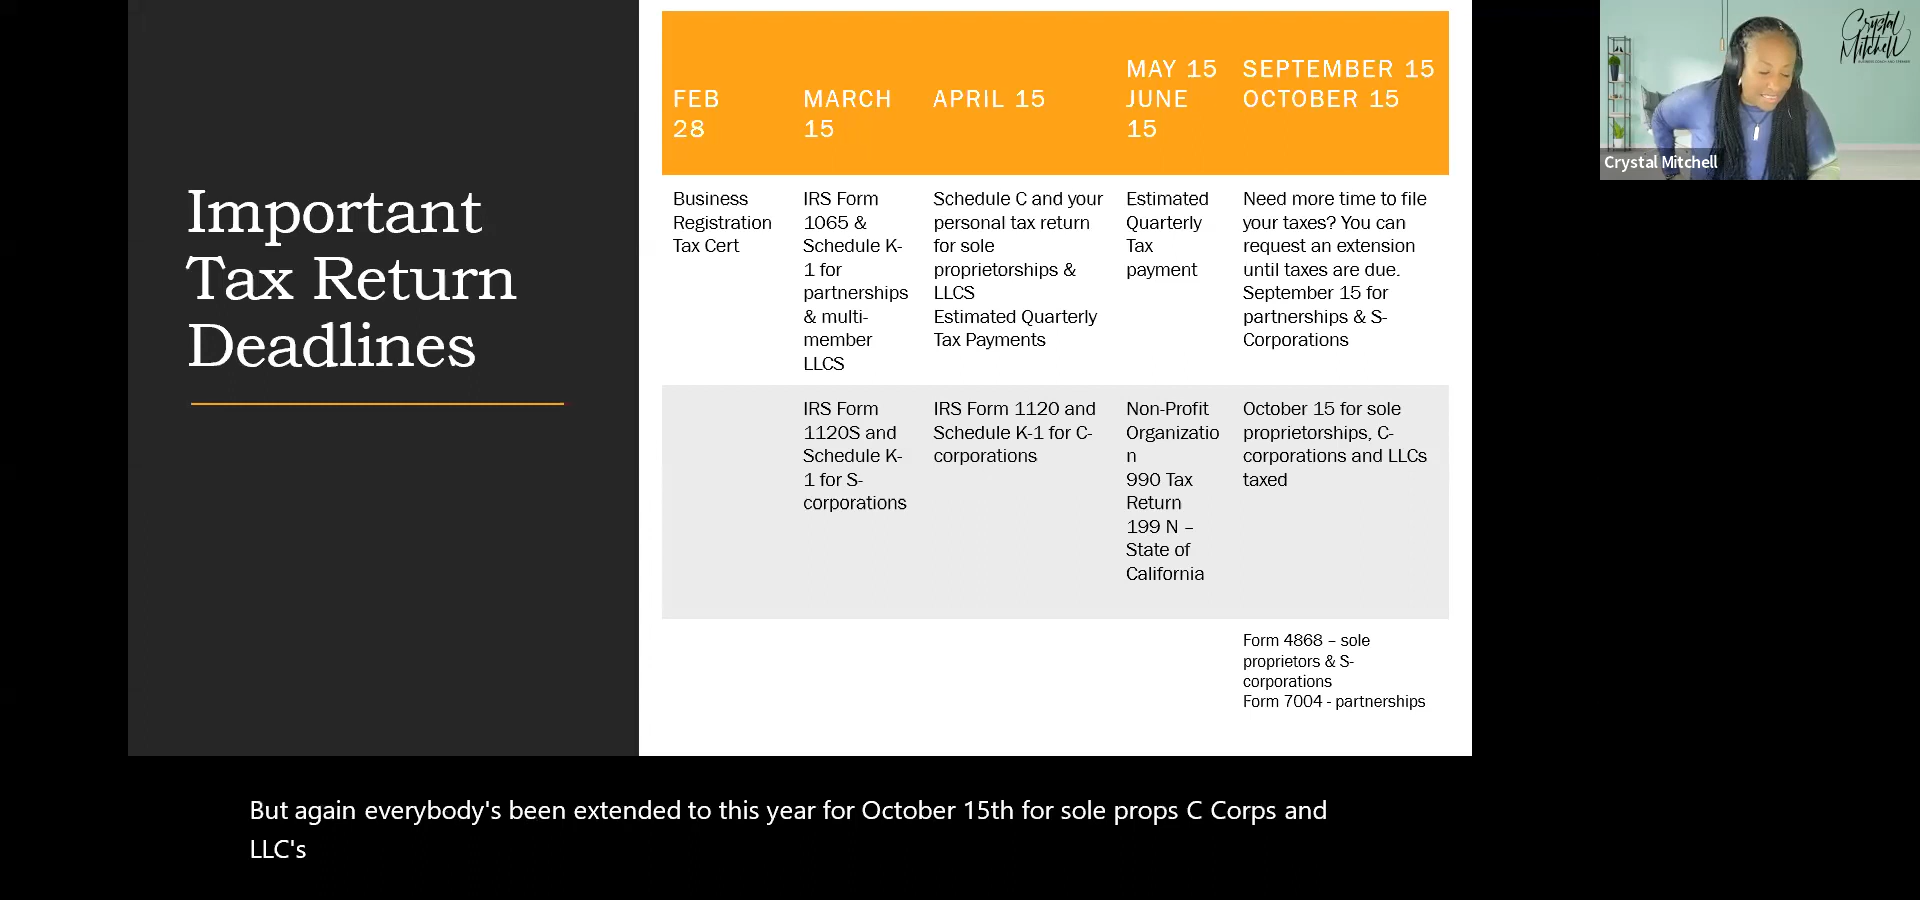 Important
Tax Return
Deadlines
FEB
28
MARCH
15
APRIL 15
MAY 15
JUNE
15
SEPTEMBER 15
OCTOBER 15
Business
Registration
Tax Cert
IRS Form
1065 &
Schedule K-
1 for
partnerships
& multi-
member
LLCS
Schedule C and your
personal tax return
for sole
proprietorships &
LLCS
Estimated Quarterly
Tax Payments
Estimated
Quarterly
Tax
payment
Need more time to file
your taxes? You can
request an extension
until taxes are due.
September 15 for
partnerships & S-
Corporations
IRS Form
1120S and
Schedule K-
1 for S-
corporations
IRS Form 1120 and
Schedule K-1 for C-
corporations
Non-Profit
Organizatio
n
990 Tax
Return
199 N –
State of
California
October 15 for sole
proprietorships, C-
corporations and LLCs
taxed
Form 4868 – sole
proprietors & S-
corporations
Form 7004 - partnerships
Crystal
Mitchell
Crystal Mitchell
But again everybody's been extended to this year for October 15th for sole props C Corps and
LLC's